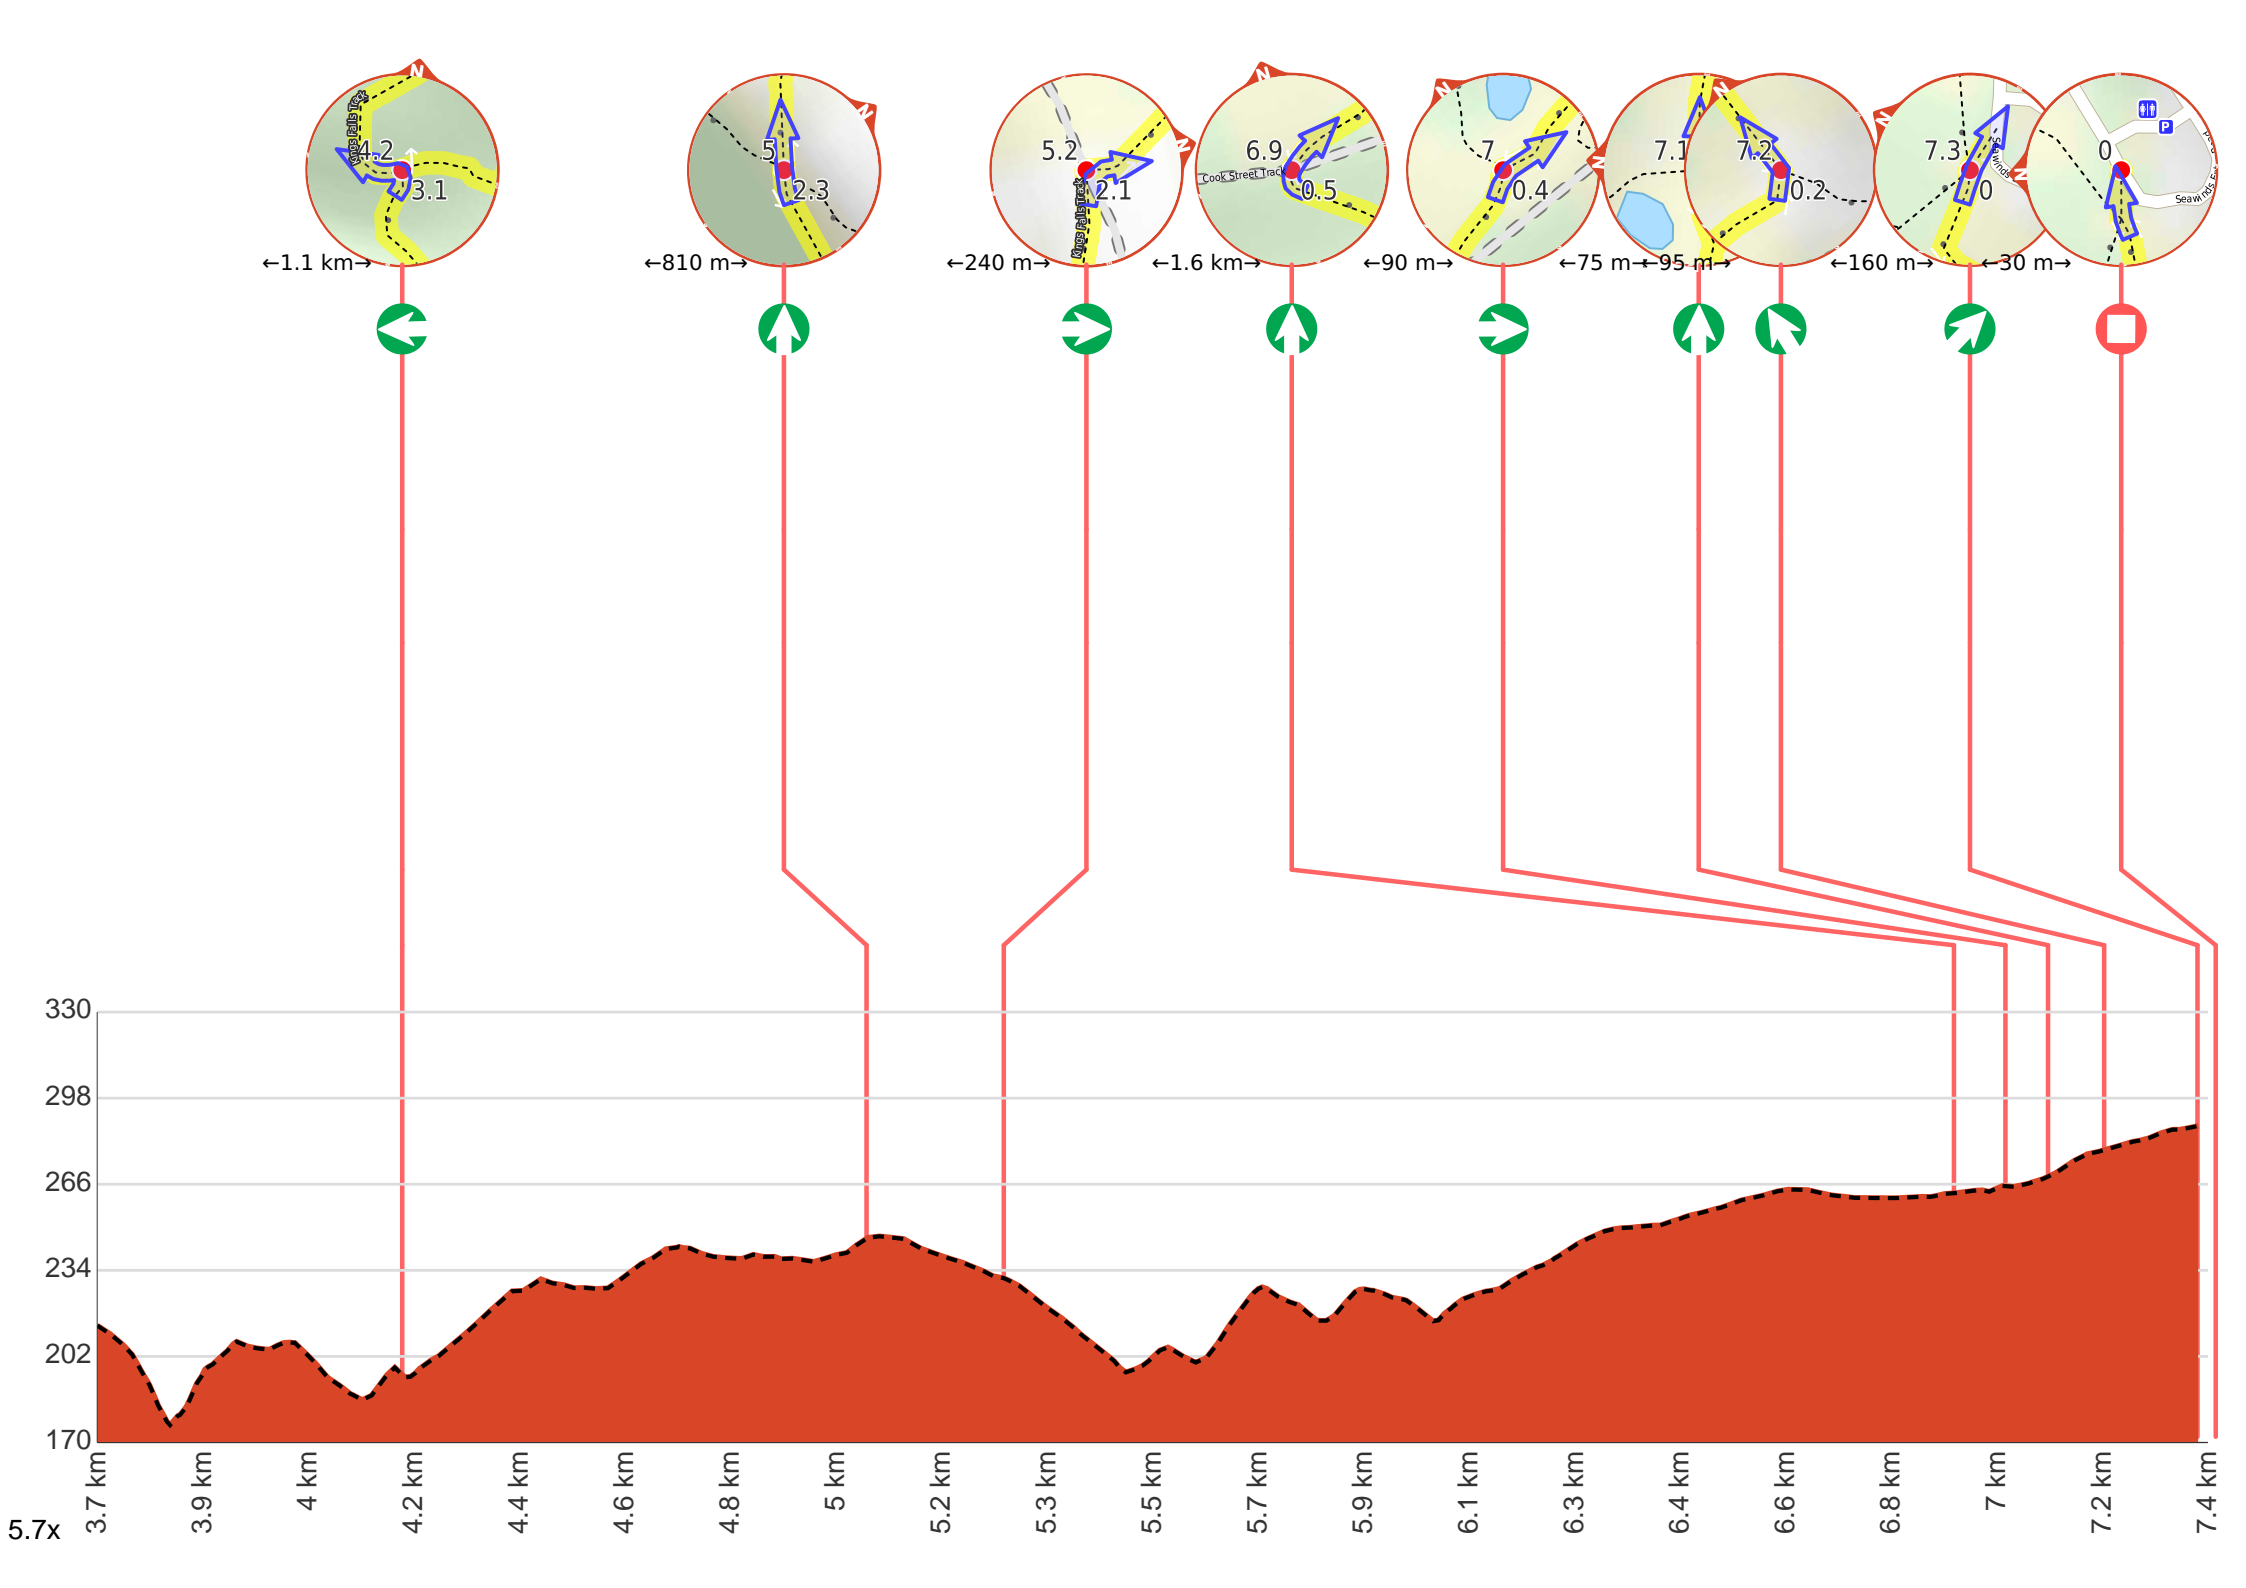 N
Kings Falls Track
4.2
3.1
←1.1 km→
N
5
2.3
←810 m→
N
5.2
2.1
Kings Falls Track
←240 m→
N
6.9
Cook Street Track
0.5
←1.6 km→
N
7
0.4
←90 m→
N
7.1
←75 m→
N
7.2
0.2
←95 m→
N
7.3
0
Seawinds
←160 m→
N
0
P
Seawinds
←30 m→
330
298
266
234
202
170
3.7 km
3.9 km
4 km
4.2 km
4.4 km
4.6 km
4.8 km
5 km
5.2 km
5.3 km
5.5 km
5.7 km
5.9 km
6.1 km
6.3 km
6.4 km
6.6 km
6.8 km
7 km
7.2 km
7.4 km
5.7x